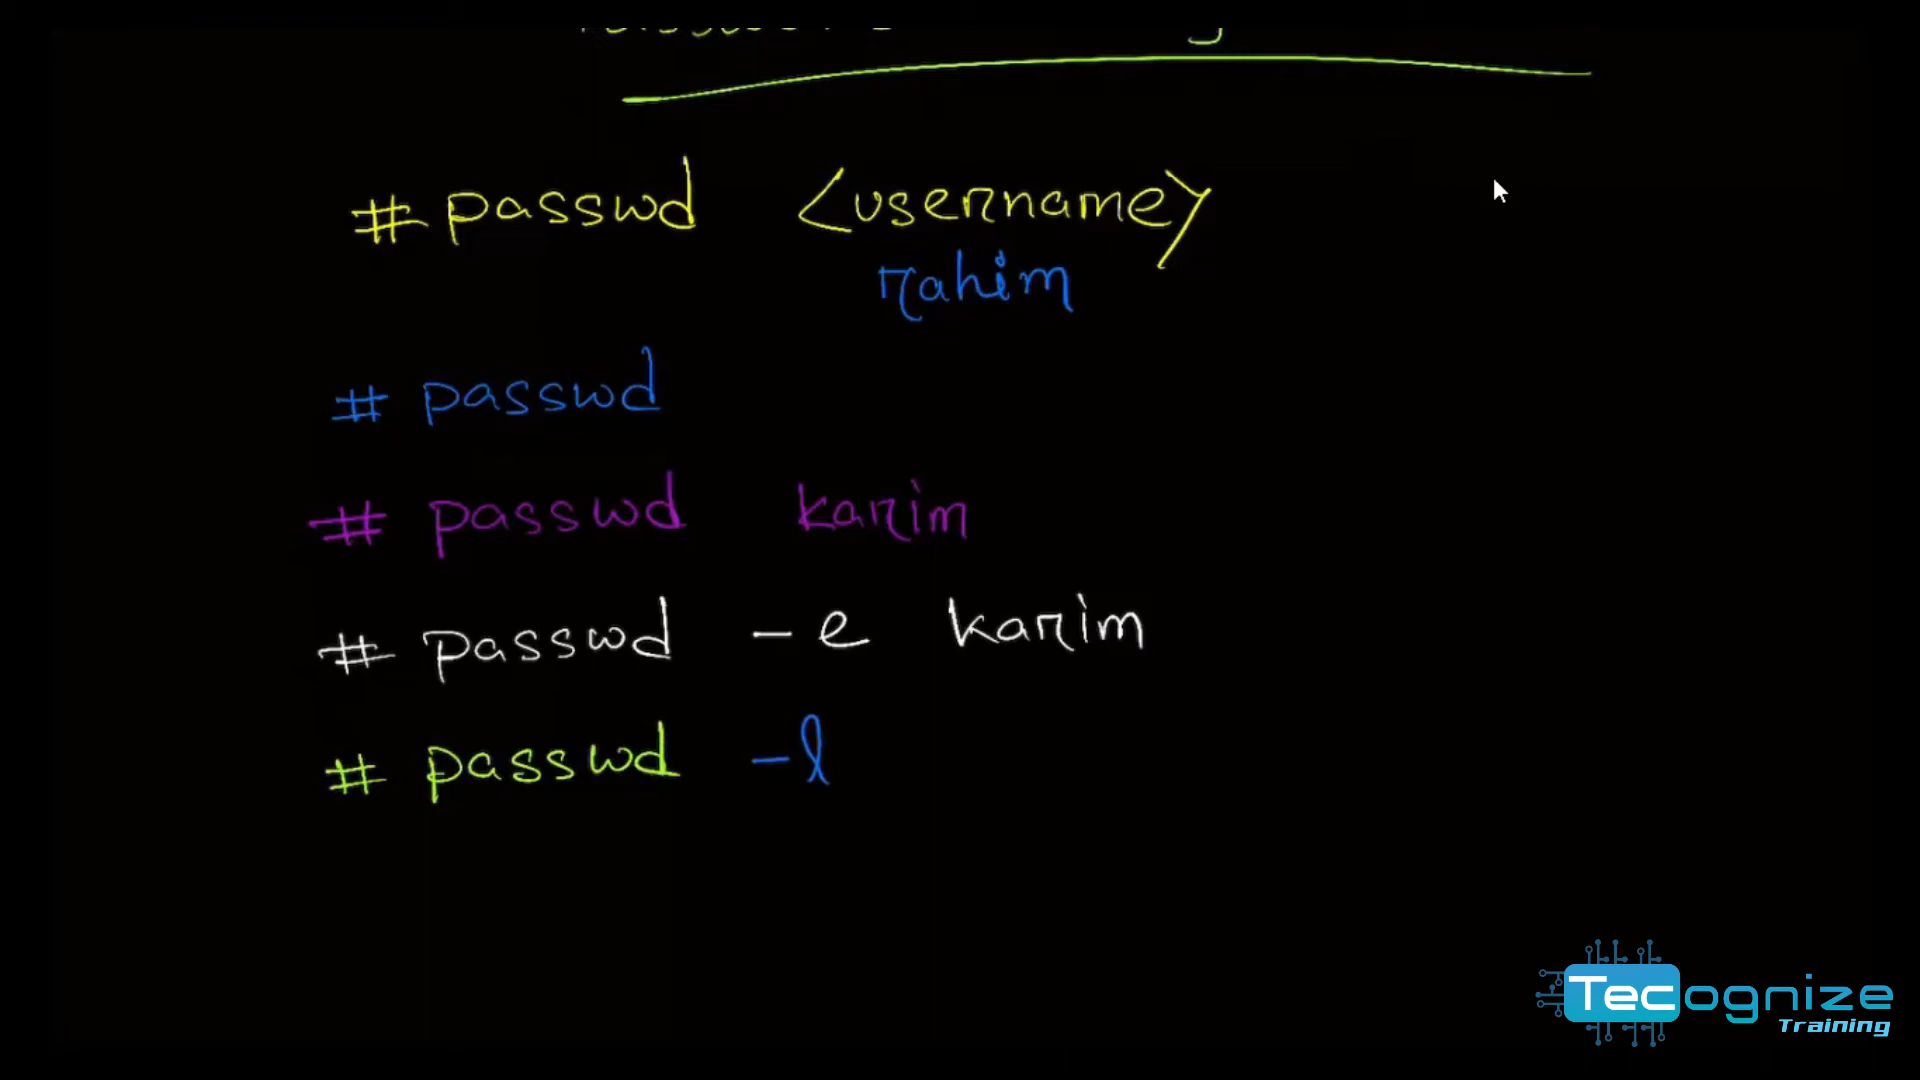 # passwd <username>
rahim
# passwd
# passwd karim
# passwd -e karim
# passwd -l
Tecognize
Training